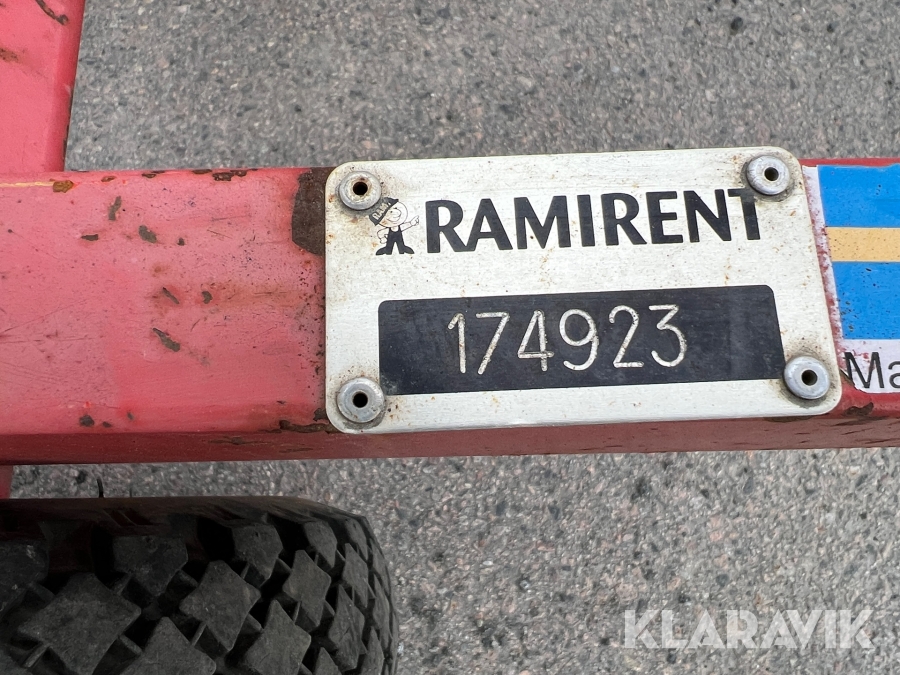 RAMIRENT
174923
Ma
KLARAVIK